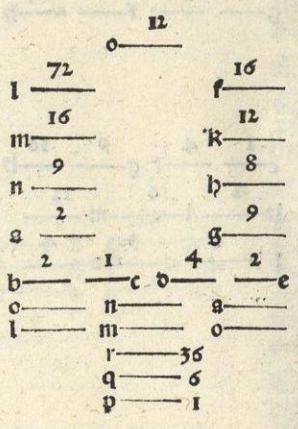 12
o
72 16
l f
16 12
m k
9 8
n h
2 9
a g
2 1 4 2
b c d e
o n a
l m o
r 36
q 6
p 1